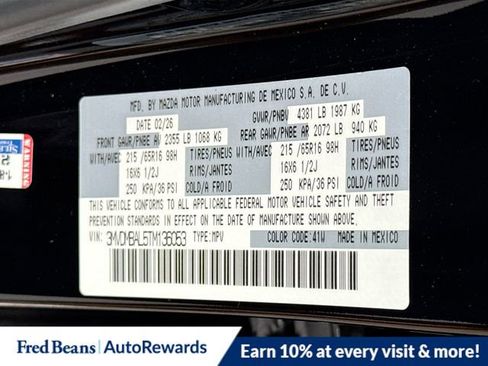 MFD. BY MAZDA MOTOR MANUFACTURING DE MEXICO S.A. DE C.V.
DATE 02/26 GVWR/PNBV 4381 LB 1987 KG
FRONT GAWR/PNBE AV 2355 LB 1068 KG REAR GAWR/PNBE AR 2072 LB 940 KG
WITH/AVEC 215 /65R16 98H TIRES/PNEUS WITH/AVEC 215 /65R16 98H TIRES/PNEUS
16X6 1/2J RIMS/JANTES 16X6 1/2J RIMS/JANTES
250 KPA/36 PSI COLD/A FROID 250 KPA/36 PSI COLD/A FROID
THIS VEHICLE CONFORMS TO ALL APPLICABLE FEDERAL MOTOR VEHICLE SAFETY AND THEFT
PREVENTION STANDARDS IN EFFECT ON THE DATE OF MANUFACTURE SHOWN ABOVE.
VIN: 3MVDMBAL5TM136053 TYPE:MPV COLOR CODE:41W MADE IN MEXICO
WARNING
Fred Beans AutoRewards Earn 10% at every visit & more!